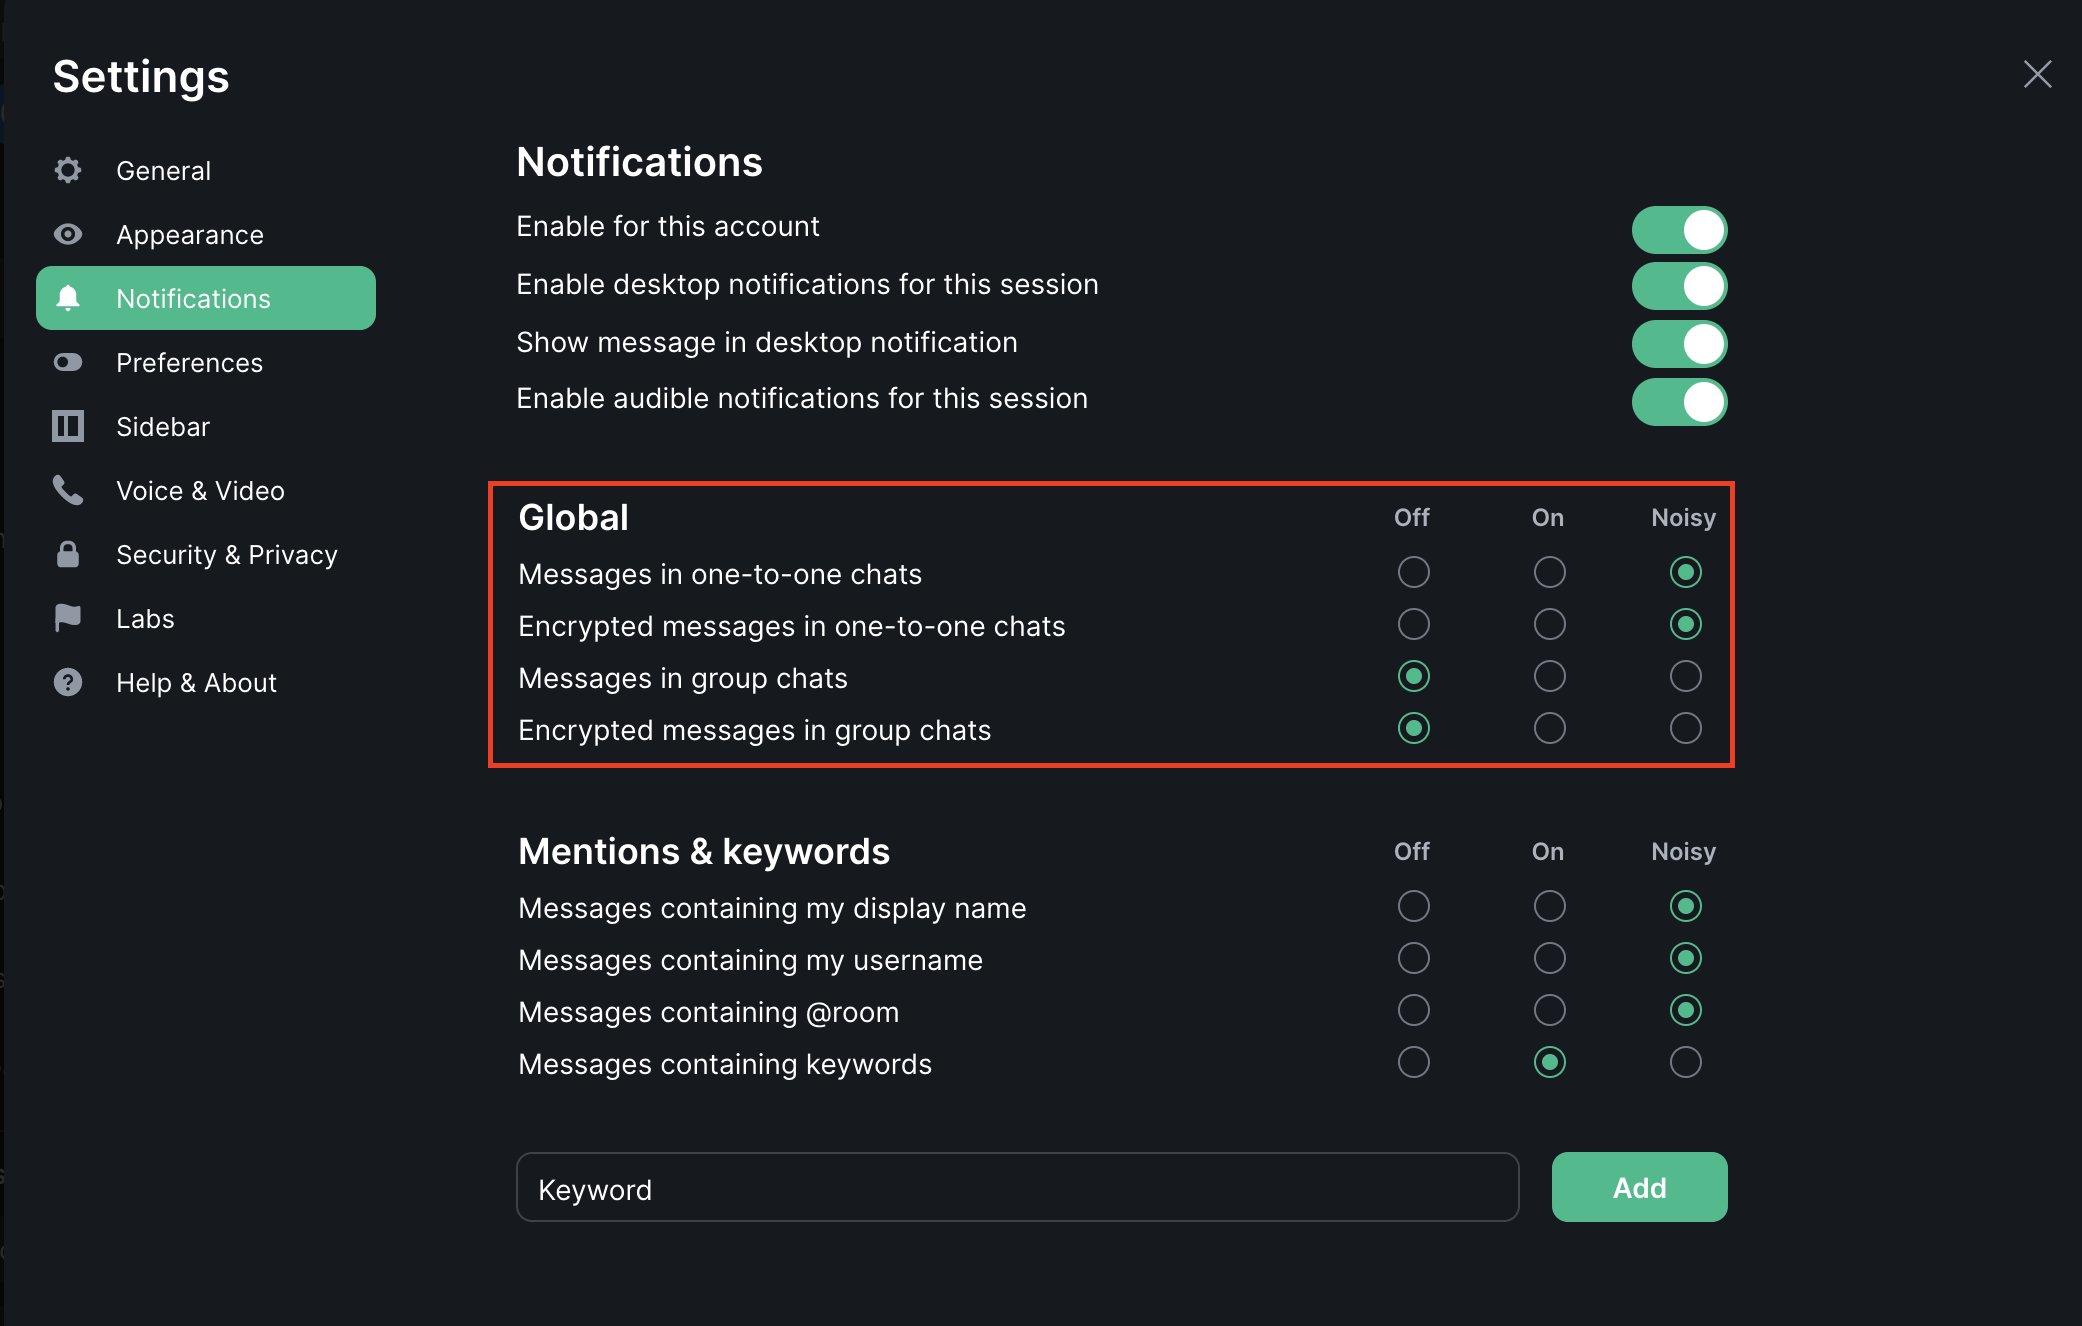 Settings
General
Appearance
Notifications
Preferences
Sidebar
Voice & Video
Security & Privacy
Labs
Help & About
Notifications
Enable for this account
Enable desktop notifications for this session
Show message in desktop notification
Enable audible notifications for this session
Global Off On Noisy
Messages in one-to-one chats
Encrypted messages in one-to-one chats
Messages in group chats
Encrypted messages in group chats
Mentions & keywords Off On Noisy
Messages containing my display name
Messages containing my username
Messages containing @room
Messages containing keywords
Keyword Add